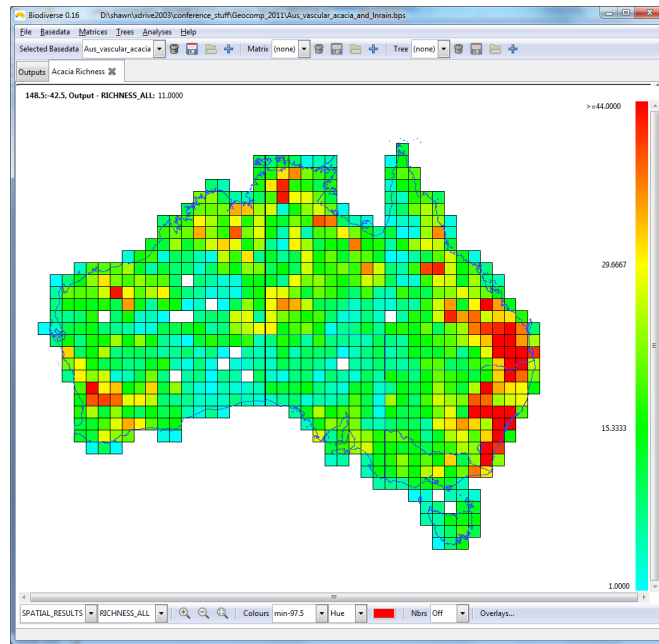 Biodiverse 0.16 D:\shawn\xdrive2003\conference_stuff\Geocomp_2011\Aus_vascular_acacia_and_Inrain.bps
File Basedata Matrices Trees Analyses Help
Selected Basedata Aus_vascular_acacia Matrix (none) Tree (none)
Outputs Acacia Richness
148.5:-42.5, Output - RICHNESS_ALL: 11.0000
>=44.0000
29.6667
15.3333
1.0000
SPATIAL_RESULTS RICHNESS_ALL Colours min-97.5 Hue Nbrs Off Overlays...